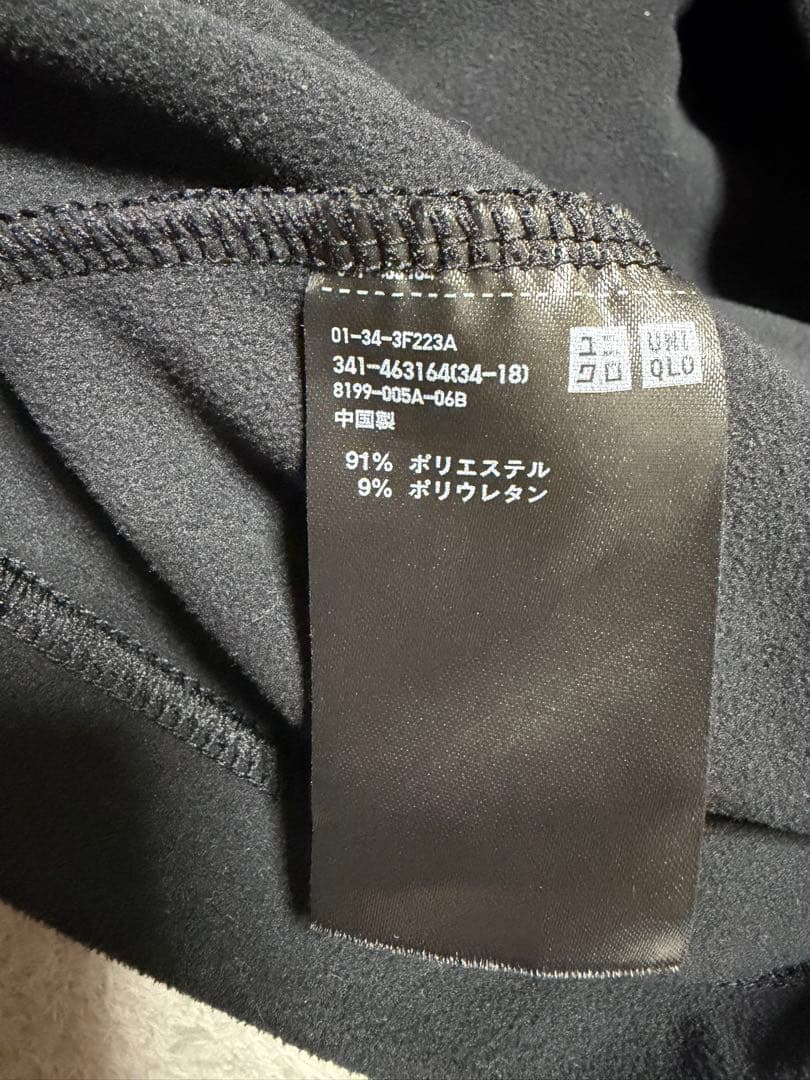 01-34-3F223A
341-463164(34-18)
8199-005A-06B
中国製
ユニ
クロ
UNI
QLO
91% ポリエステル
9% ポリウレタン